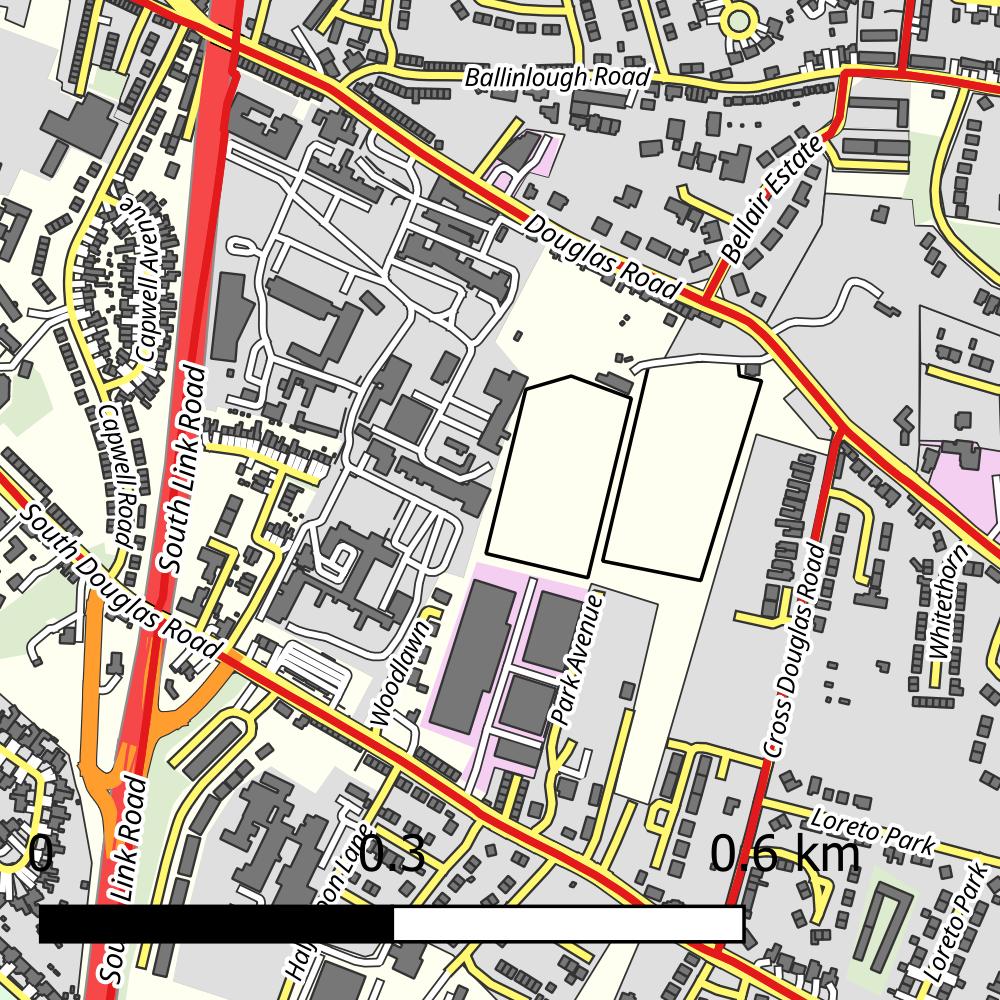 Ballinlough Road
Bellair Estate
Capwell Avenue
Douglas Road
South Link Road
Capwell Road
South Douglas Road
Whitethorn
Cross Douglas Road
Park Avenue
Woodlawn
Link Road
Loreto Park
Loreto Park
0
0.3
0.6 km